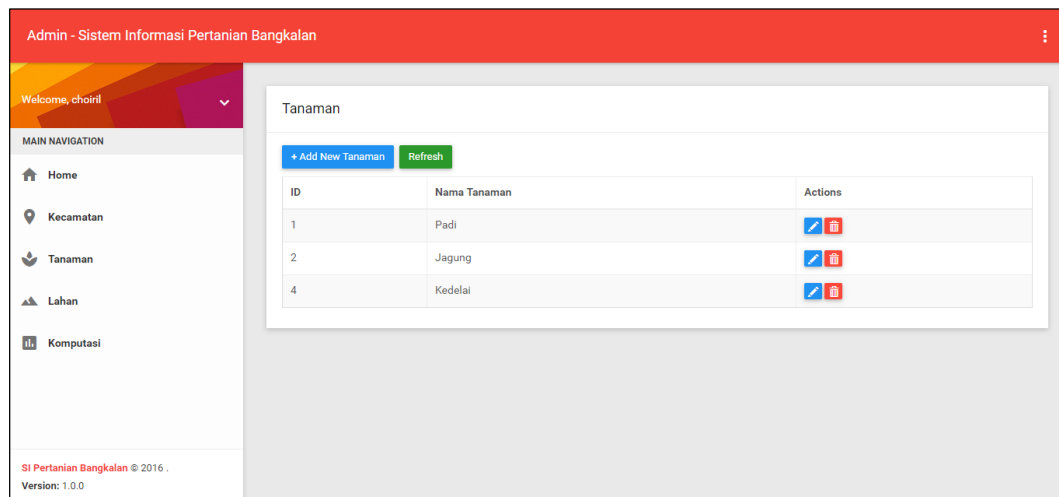 Admin - Sistem Informasi Pertanian Bangkalan
Welcome, choiril
MAIN NAVIGATION
Home
Kecamatan
Tanaman
Lahan
Komputasi
SI Pertanian Bangkalan © 2016 .
Version: 1.0.0
Tanaman
+ Add New Tanaman Refresh
ID Nama Tanaman Actions
1 Padi
2 Jagung
4 Kedelai